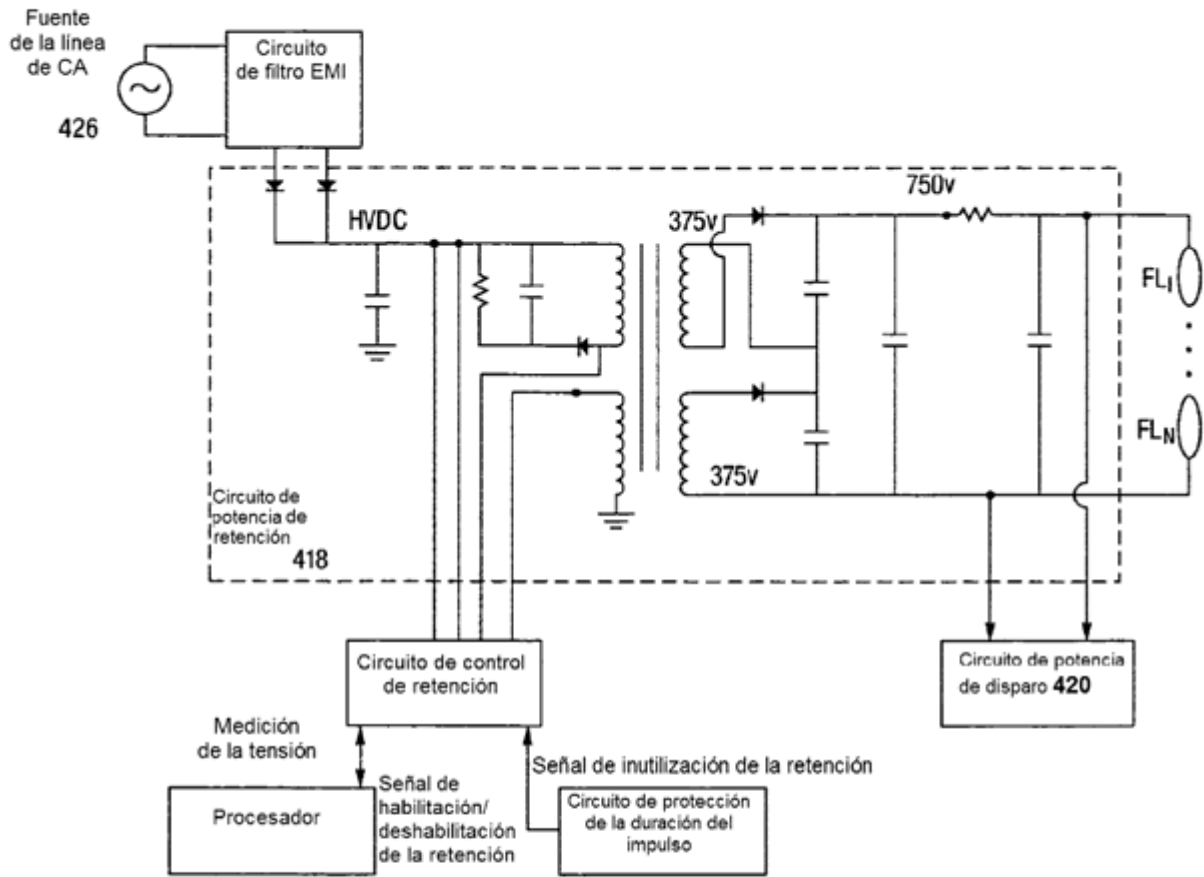 Fuente
de la línea
de CA
426
Circuito
de filtro EMI
HVDC
375v
750v
FL1
FLN
375v
Circuito de
potencia de
retención
418
Circuito de control
de retención
Circuito de potencia
de disparo 420
Medición
de la tensión
Señal de inutilización de la retención
Procesador
Señal de
habilitación/
deshabilitación
de la retención
Circuito de protección
de la duración del
impulso